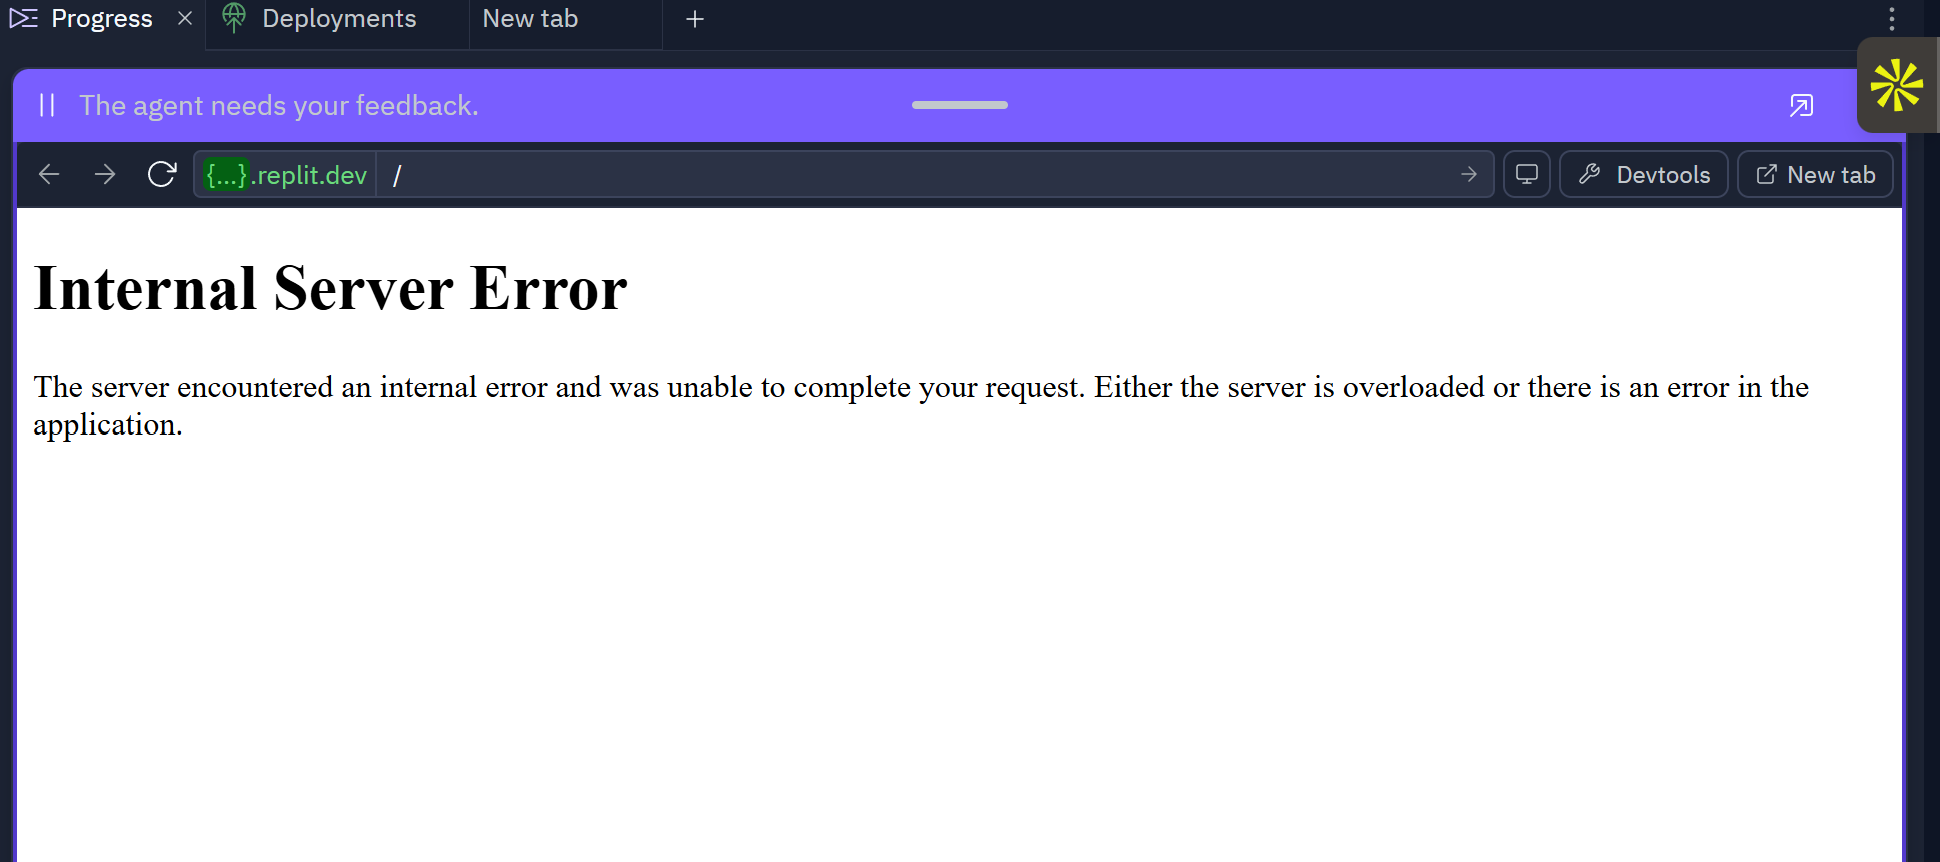 Progress
Deployments
New tab
The agent needs your feedback.
{...}.replit.dev /
Devtools
New tab
Internal Server Error
The server encountered an internal error and was unable to complete your request. Either the server is overloaded or there is an error in the
application.